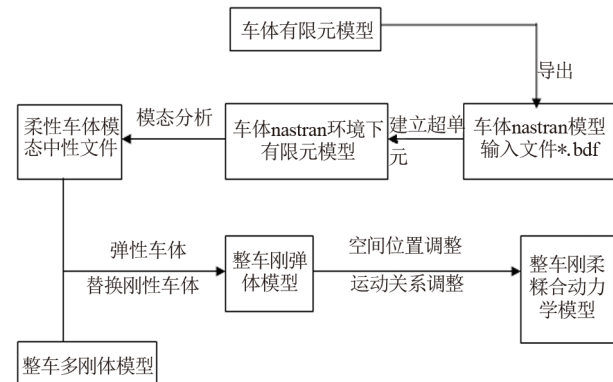 车体有限元模型
导出
柔性车体模
态中性文件
模态分析
车体nastran环境下
有限元模型
建立超单
元
车体nastran模型
输入文件*.bdf
弹性车体
替换刚性车体
整车刚弹
体模型
空间位置调整
运动关系调整
整车刚柔
糅合动力
学模型
整车多刚体模型